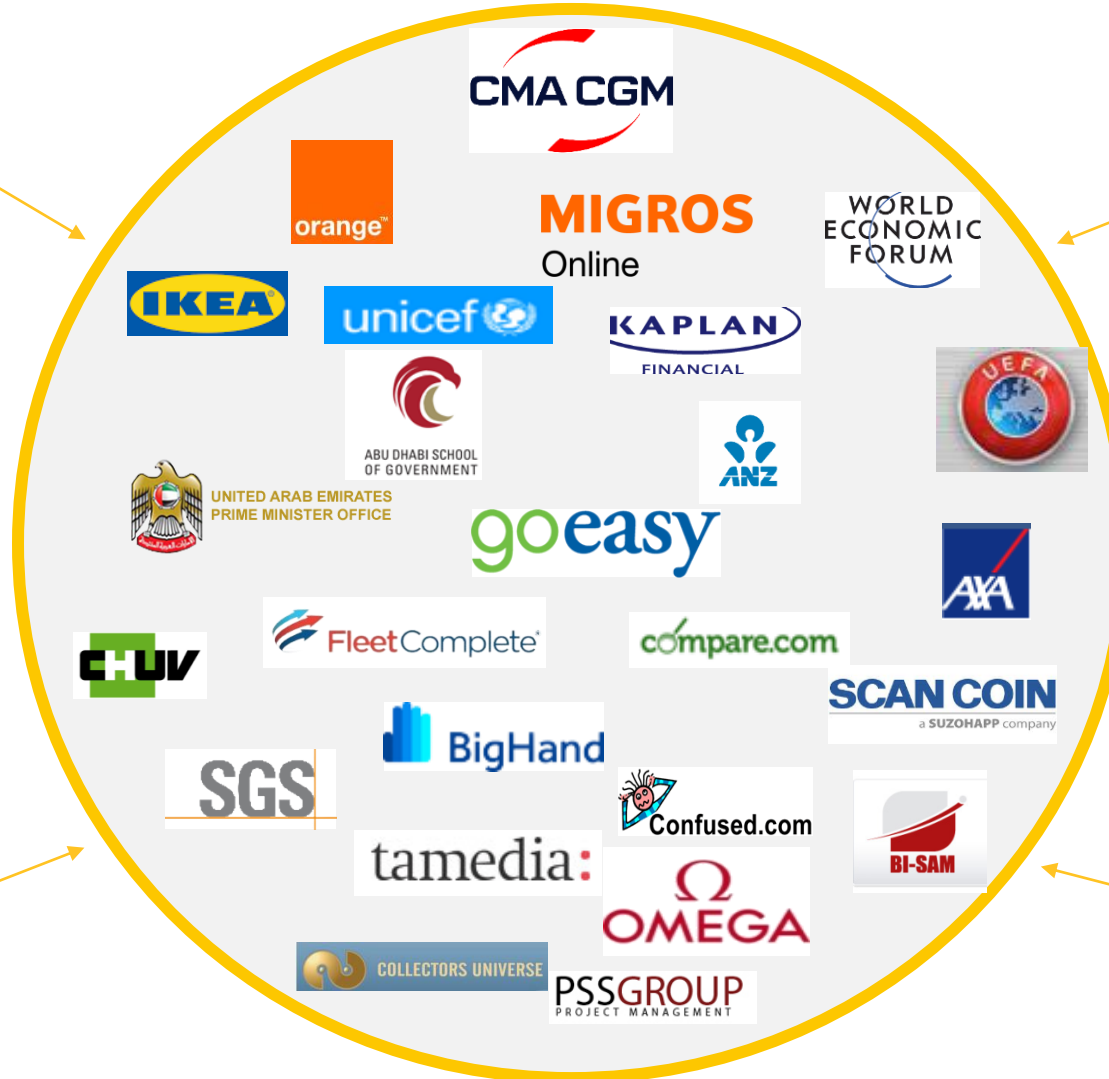 CMA CGM
orange™
MIGROS
Online
WORLD
ECONOMIC
FORUM
IKEA®
unicef
KAPLAN
FINANCIAL
UEFA
ABU DHABI SCHOOL
OF GOVERNMENT
ANZ
UNITED ARAB EMIRATES
PRIME MINISTER OFFICE
goeasy
AXA
FleetComplete
compare.com
CHUV
SCAN COIN
a SUZOHAPP company
BigHand
SGS
Confused.com
BI-SAM
tamedia:
Ω
OMEGA
COLLECTORS UNIVERSE
PSSGROUP
PROJECT MANAGEMENT